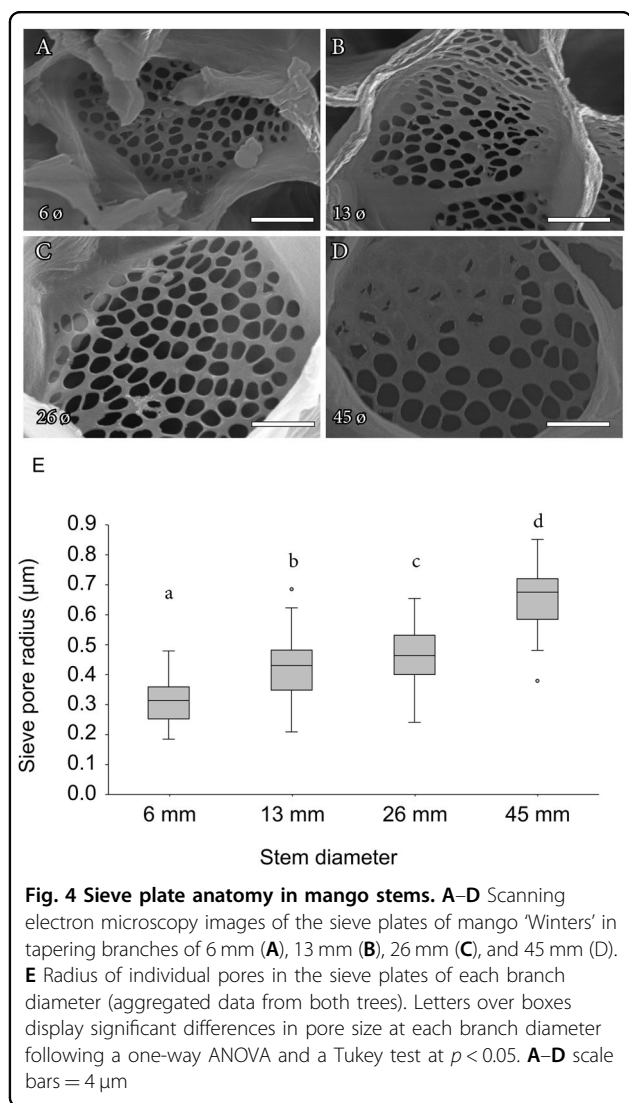 A
B
6 ø
13 ø
C
D
26 ø
45 ø
E
Sieve pore radius (µm)
0.9
0.8
0.7
0.6
0.5
0.4
0.3
0.2
0.1
0.0
a
b
c
d
6 mm 13 mm 26 mm 45 mm
Stem diameter
Fig. 4 Sieve plate anatomy in mango stems. A–D Scanning
electron microscopy images of the sieve plates of mango ‘Winters’ in
tapering branches of 6 mm (A), 13 mm (B), 26 mm (C), and 45 mm (D).
E Radius of individual pores in the sieve plates of each branch
diameter (aggregated data from both trees). Letters over boxes
display significant differences in pore size at each branch diameter
following a one-way ANOVA and a Tukey test at p < 0.05. A–D scale
bars = 4 µm